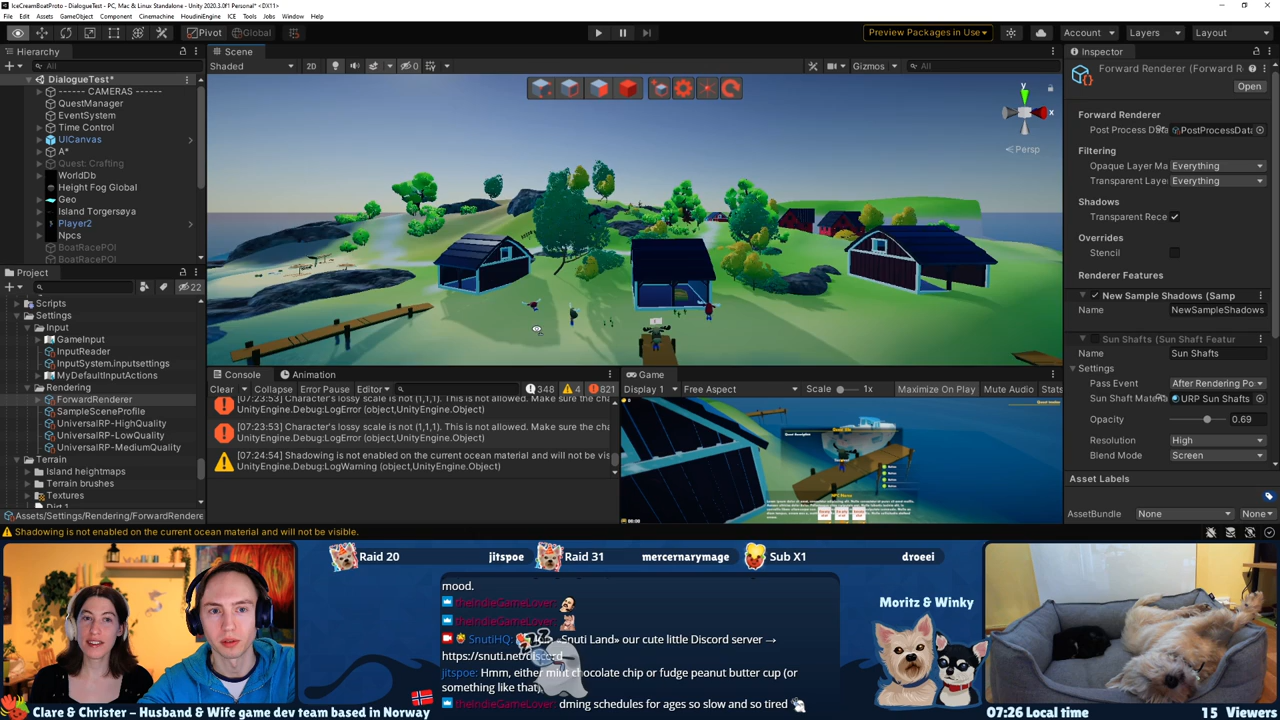 IceCreamBoatProto - DialogueTest - PC, Mac & Linux Standalone - Unity 2020.3.0f1 Personal* <DX11>
File Edit Assets GameObject Component Cinemachine HoudiniEngine ICE Tools Jobs Window Help
Pivot Global
Preview Packages in Use
Account Layers Layout
Hierarchy
All
DialogueTest*
------ CAMERAS ------
QuestManager
EventSystem
Time Control
UICanvas
A*
Quest: Crafting
WorldDb
Height Fog Global
Geo
Island Torgersøya
Player2
Npcs
BoatRacePOI
BoatRacePOI
Project
22
Scripts
Settings
Input
GameInput
InputReader
InputSystem.inputsettings
MyDefaultInputActions
Rendering
ForwardRenderer
SampleSceneProfile
UniversalRP-HighQuality
UniversalRP-LowQuality
UniversalRP-MediumQuality
Terrain
Island heightmaps
Terrain brushes
Textures
Dirt 1
Assets/Settings/Rendering/ForwardRendere
Scene
Shaded 2D 0 Gizmos All
y
x
Persp
Console Animation
Clear Collapse Error Pause Editor 348 4 821
[07:23:53] Character's lossy scale is not (1,1,1). This is not allowed. Make sure the cha
UnityEngine.Debug:LogError (object,UnityEngine.Object)
[07:23:53] Character's lossy scale is not (1,1,1). This is not allowed. Make sure the cha
UnityEngine.Debug:LogError (object,UnityEngine.Object)
[07:24:54] Shadowing is not enabled on the current ocean material and will not be vis
UnityEngine.Debug:LogWarning (object,UnityEngine.Object)
Game
Display 1 Free Aspect Scale 1x Maximize On Play Mute Audio Stats
NPC Name
Inspector
Forward Renderer (Forward R
Open
Forward Renderer
Post Process Data PostProcessData
Filtering
Opaque Layer Ma Everything
Transparent Laye Everything
Shadows
Transparent Rece
Overrides
Stencil
Renderer Features
New Sample Shadows (Samp
Name NewSampleShadows
Sun Shafts (Sun Shaft Featur
Name Sun Shafts
Settings
Pass Event After Rendering Po
Sun Shaft Materia URP Sun Shafts
Opacity 0.69
Resolution High
Blend Mode Screen
Asset Labels
AssetBundle None None
Shadowing is not enabled on the current ocean material and will not be visible.
Raid 20 jitspoe Raid 31 mercernarymage Sub X1 droeei
mood.
theIndieGameLover:
theIndieGameLover:
SnutiHQ: «Snuti Land» our cute little Discord server →
https://snuti.net/discord
jitspoe: Hmm, either mint chocolate chip or fudge peanut butter cup (or
something like that)
theIndieGameLover: dming schedules for ages so slow and so tired
Moritz & Winky
Clare & Christer – Husband & Wife game dev team based in Norway
07:26 Local time 15 Viewers